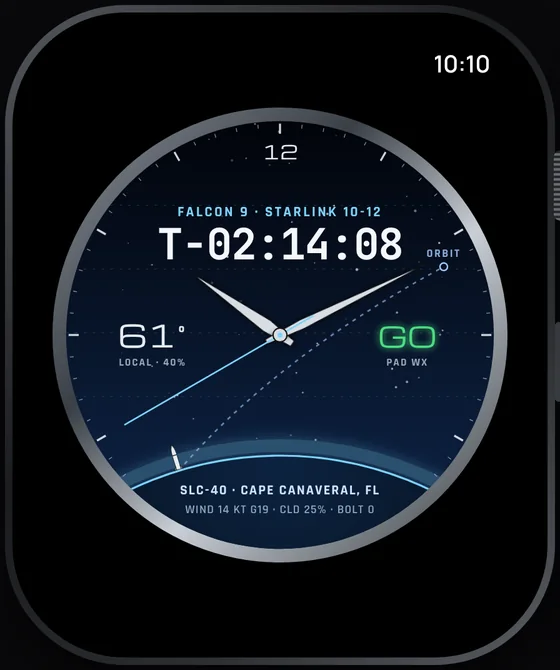 10:10
12
FALCON 9 · STARLINK 10-12
T-02:14:08
ORBIT
61°
GO
LOCAL · 40%
PAD WX
SLC-40 · CAPE CANAVERAL, FL
WIND 14 KT G19 · CLD 25% · BOLT 0